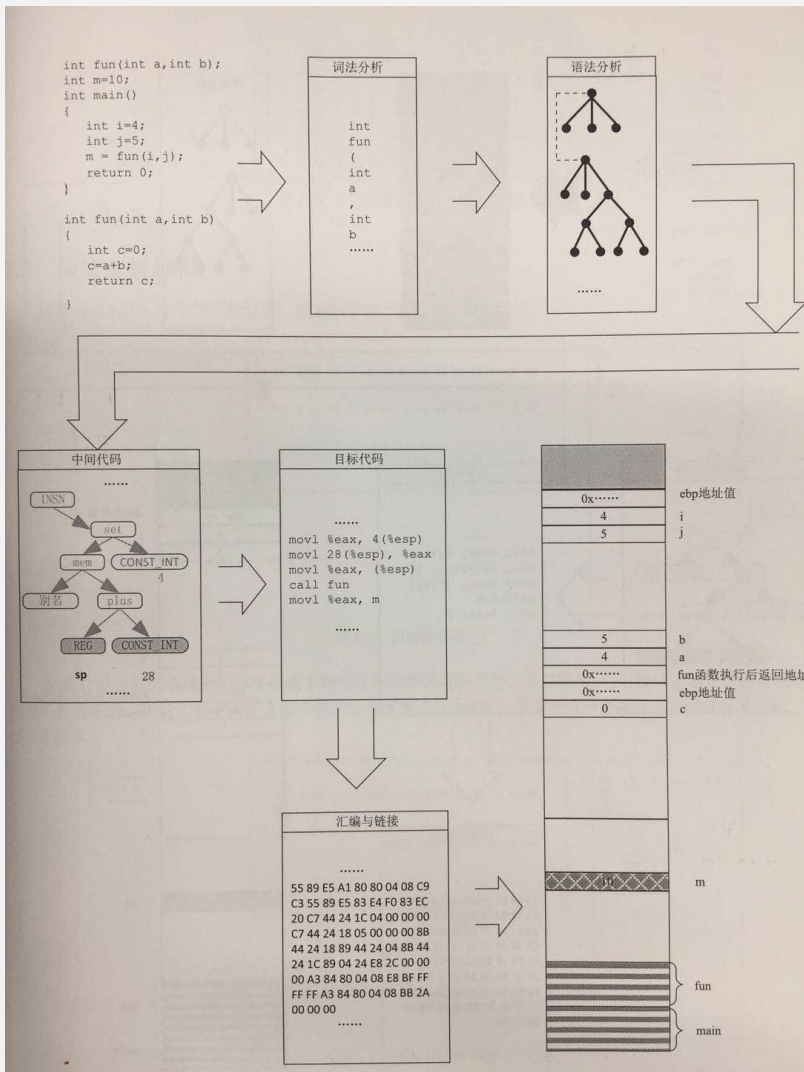 int fun(int a,int b);
int m=10;
int main()
{
int i=4;
int j=5;
m = fun(i,j);
return 0;
}
int fun(int a,int b)
{
int c=0;
c=a+b;
return c;
}
词法分析
int
fun
(
int
a
,
int
b
……
语法分析
……
中间代码
……
INSN
set
mem
CONST_INT
4
别名
plus
REG
CONST_INT
sp
28
……
目标代码
……
movl %eax, 4(%esp)
movl 28(%esp), %eax
movl %eax, (%esp)
call fun
movl %eax, m
……
汇编与链接
……
55 89 E5 A1 80 80 04 08 C9
C3 55 89 E5 83 E4 F0 83 EC
20 C7 44 24 1C 04 00 00 00
C7 44 24 18 05 00 00 00 8B
44 24 18 89 44 24 04 8B 44
24 1C 89 04 24 E8 2C 00 00
00 A3 84 80 04 08 E8 BF FF
FF FF A3 84 80 04 08 BB 2A
00 00 00
……
0x……
ebp地址值
4
i
5
j
5
b
4
a
0x……
fun函数执行后返回地址
0x……
ebp地址值
0
c
10
m
fun
main